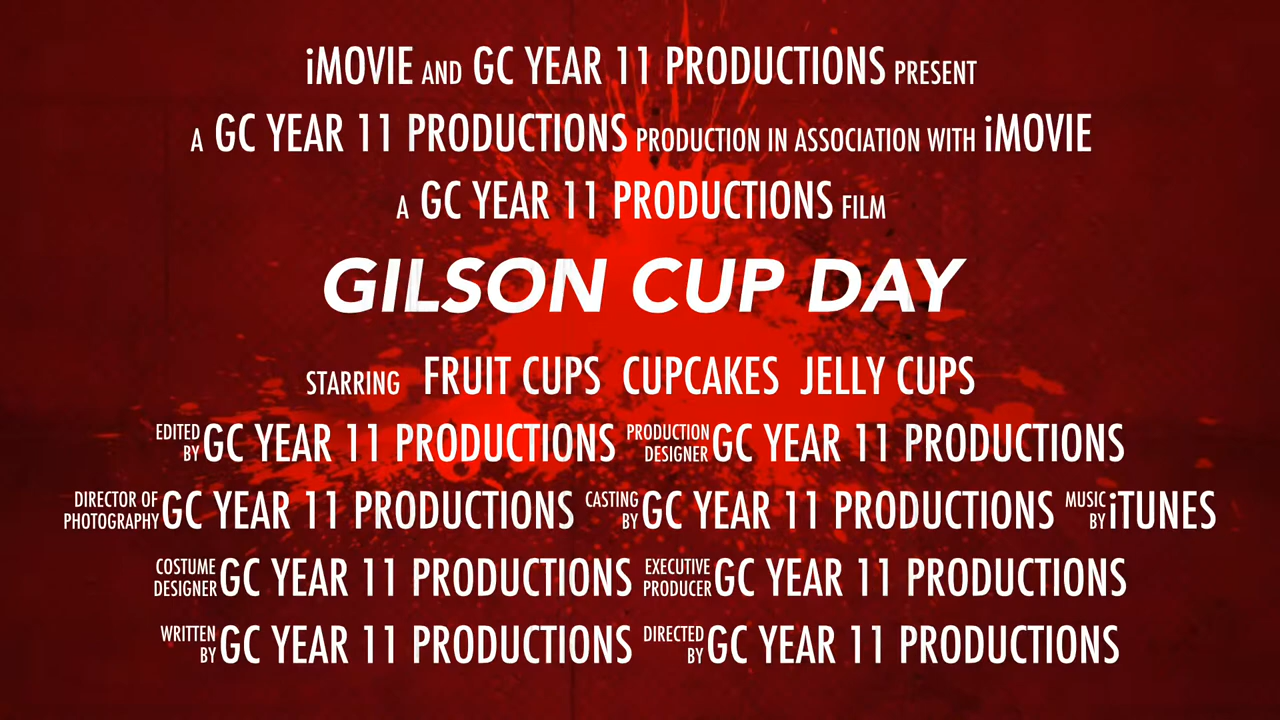 iMOVIE AND GC YEAR 11 PRODUCTIONS PRESENT
A GC YEAR 11 PRODUCTIONS PRODUCTION IN ASSOCIATION WITH iMOVIE
A GC YEAR 11 PRODUCTIONS FILM
GILSON CUP DAY
STARRING FRUIT CUPS CUPCAKES JELLY CUPS
EDITED BY GC YEAR 11 PRODUCTIONS PRODUCTION DESIGNER GC YEAR 11 PRODUCTIONS
DIRECTOR OF PHOTOGRAPHY GC YEAR 11 PRODUCTIONS CASTING BY GC YEAR 11 PRODUCTIONS MUSIC BY iTUNES
COSTUME DESIGNER GC YEAR 11 PRODUCTIONS EXECUTIVE PRODUCER GC YEAR 11 PRODUCTIONS
WRITTEN BY GC YEAR 11 PRODUCTIONS DIRECTED BY GC YEAR 11 PRODUCTIONS